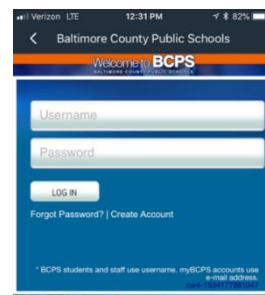 Verizon LTE 12:31 PM 82%
Baltimore County Public Schools
Welcome to BCPS
BALTIMORE COUNTY PUBLIC SCHOOLS
Username
Password
LOG IN
Forgot Password? | Create Account
* BCPS students and staff use username. myBCPS accounts use
e-mail address.